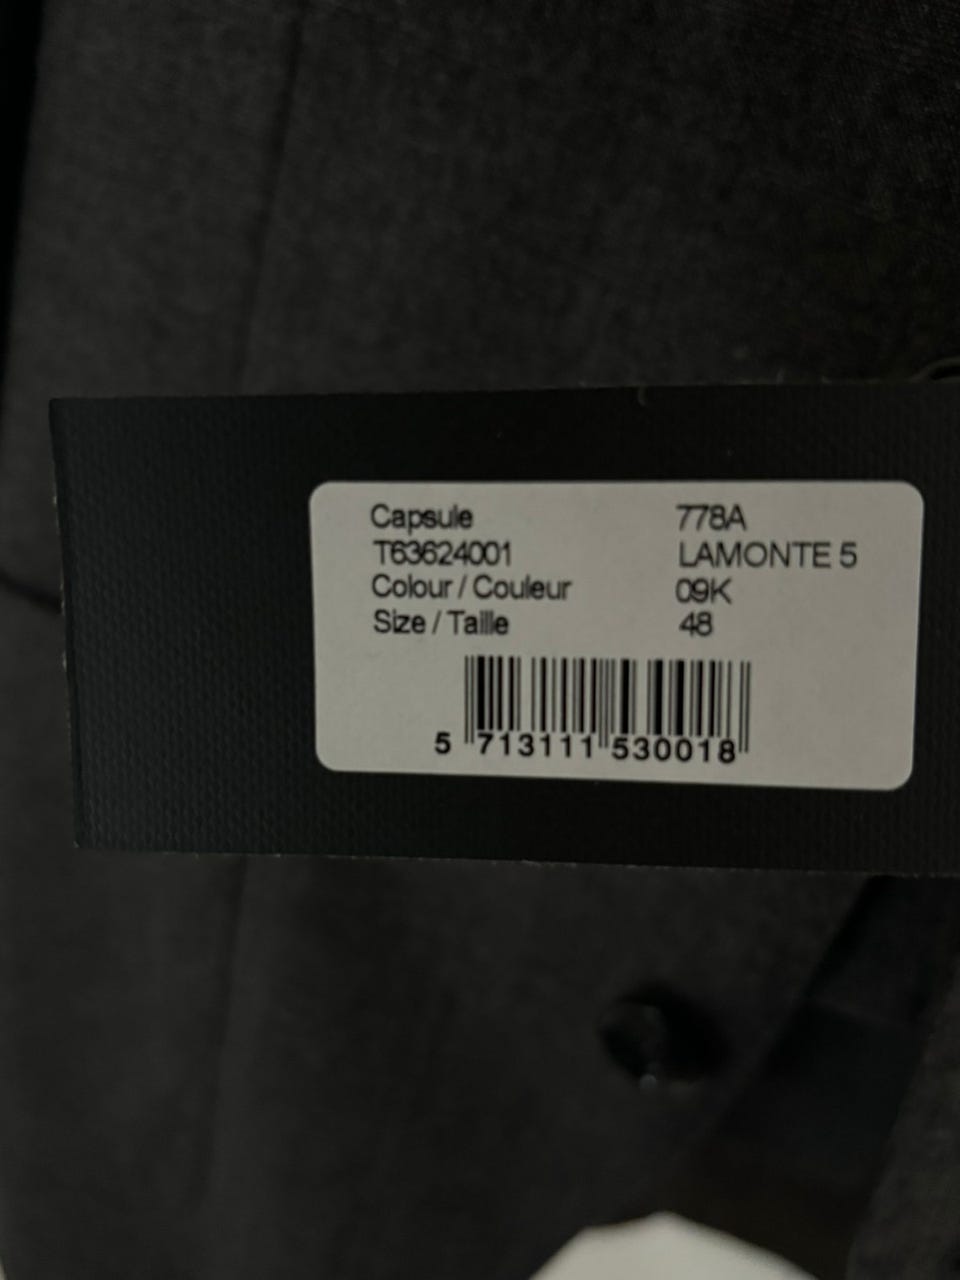 Capsule 778A
T63624001 LAMONTE 5
Colour / Couleur 09K
Size / Taille 48
5 713111 530018